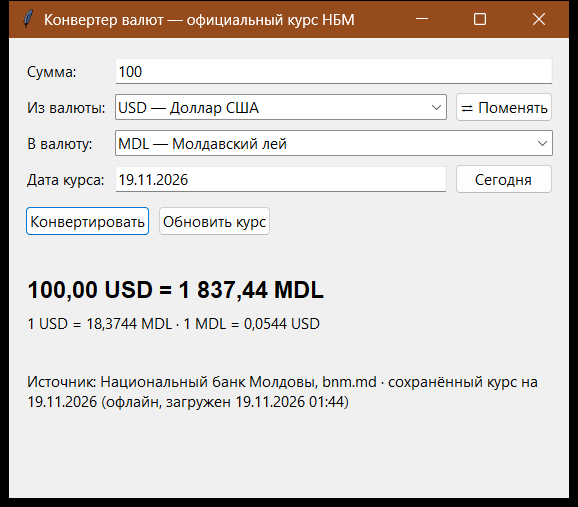 Конвертер валют — официальный курс НБМ
Сумма: 100
Из валюты: USD — Доллар США ⇄ Поменять
В валюту: MDL — Молдавский лей
Дата курса: 19.11.2026 Сегодня
Конвертировать Обновить курс
100,00 USD = 1 837,44 MDL
1 USD = 18,3744 MDL · 1 MDL = 0,0544 USD
Источник: Национальный банк Молдовы, bnm.md · сохранённый курс на
19.11.2026 (офлайн, загружен 19.11.2026 01:44)